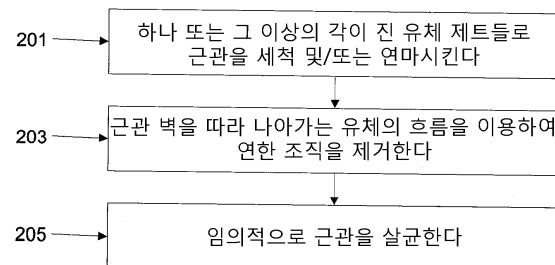 201
하나 또는 그 이상의 각이 진 유체 제트들로
근관을 세척 및/또는 연마시킨다
203
근관 벽을 따라 나아가는 유체의 흐름을 이용하여
연한 조직을 제거한다
205
임의적으로 근관을 살균한다